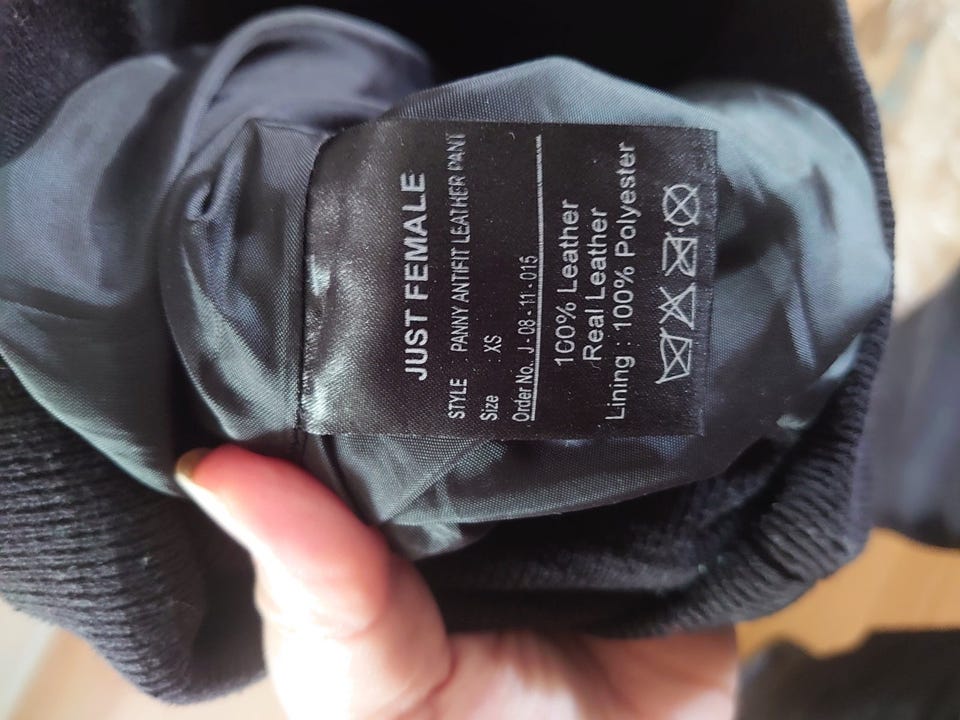 JUST FEMALE
STYLE PANNY ANTIFIT LEATHER PANT
Size : XS
Order No. J - 08 - 11 - 015
100% Leather
Real Leather
Lining : 100% Polyester